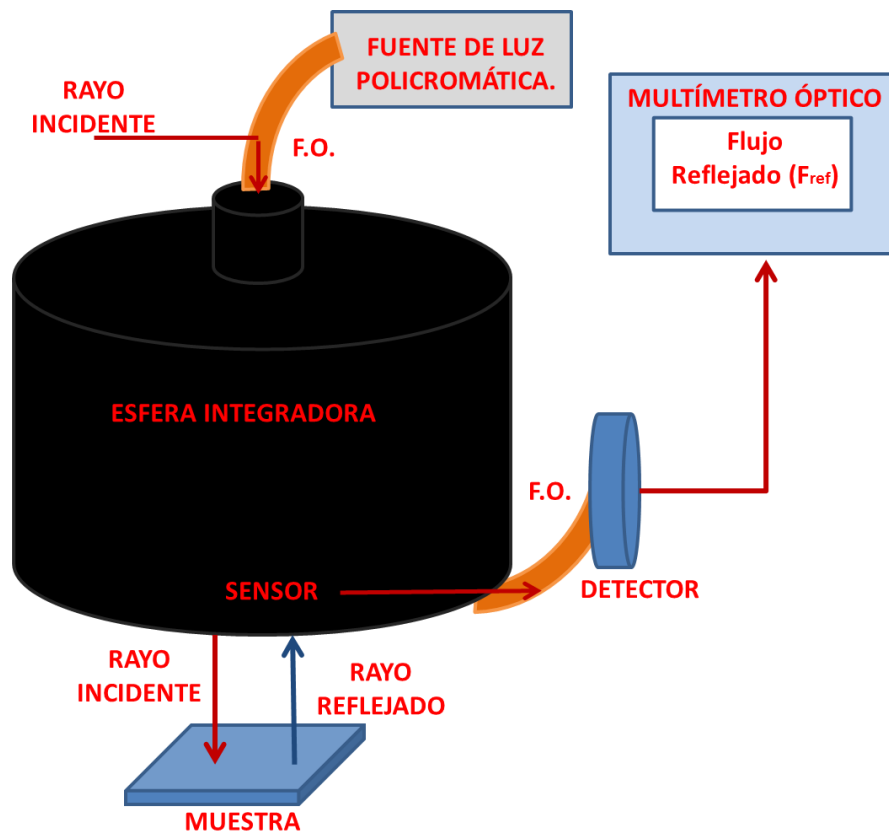 FUENTE DE LUZ
POLICROMÁTICA.
RAYO
INCIDENTE
F.O.
MULTÍMETRO ÓPTICO
Flujo
Reflejado (Fref)
ESFERA INTEGRADORA
F.O.
SENSOR
DETECTOR
RAYO
INCIDENTE
RAYO
REFLEJADO
MUESTRA